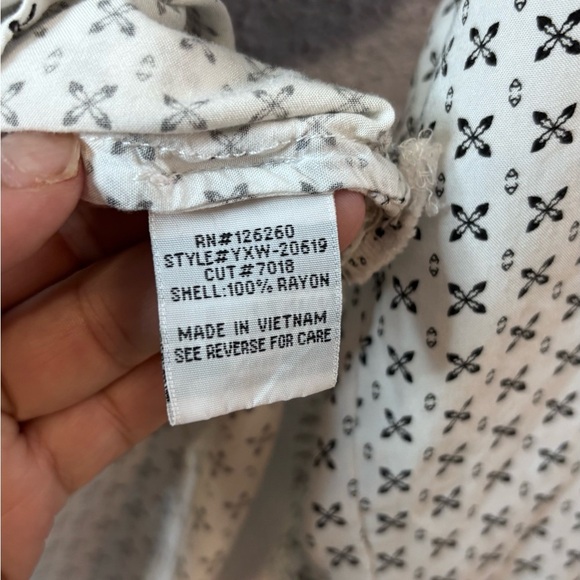 RN#126260
STYLE#YXW-20619
CUT#7018
SHELL:100% RAYON
MADE IN VIETNAM
SEE REVERSE FOR CARE